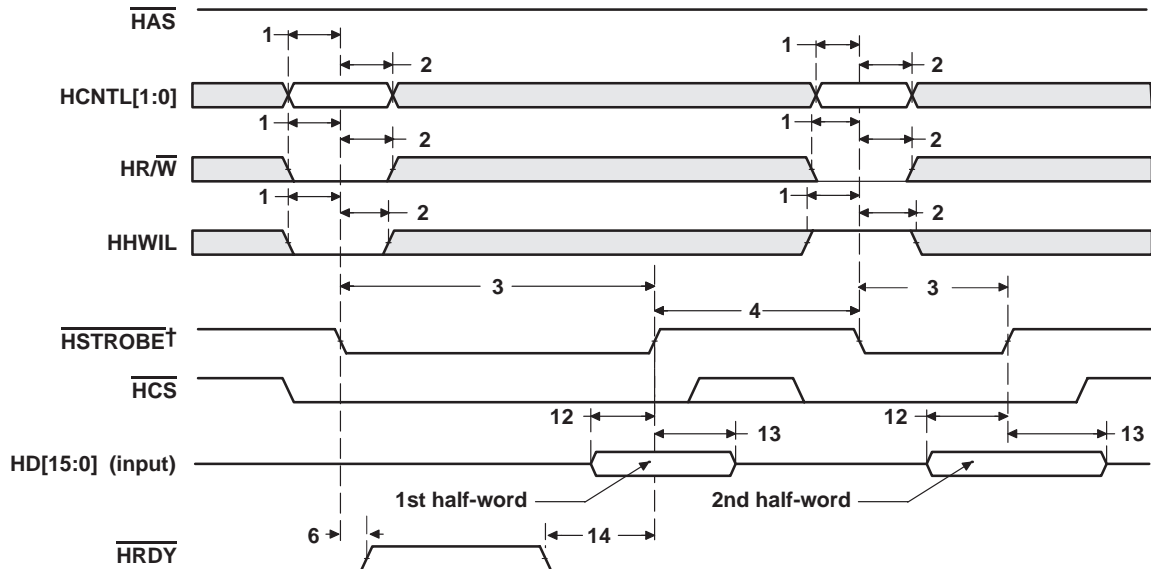 HAS
1
1
2
2
HCNTL[1:0]
1
1
2
2
HR/W
1
1
2
2
HHWIL
3
3
4
HSTROBE†
HCS
12
12
13
13
HD[15:0] (input)
1st half-word
2nd half-word
6
14
HRDY